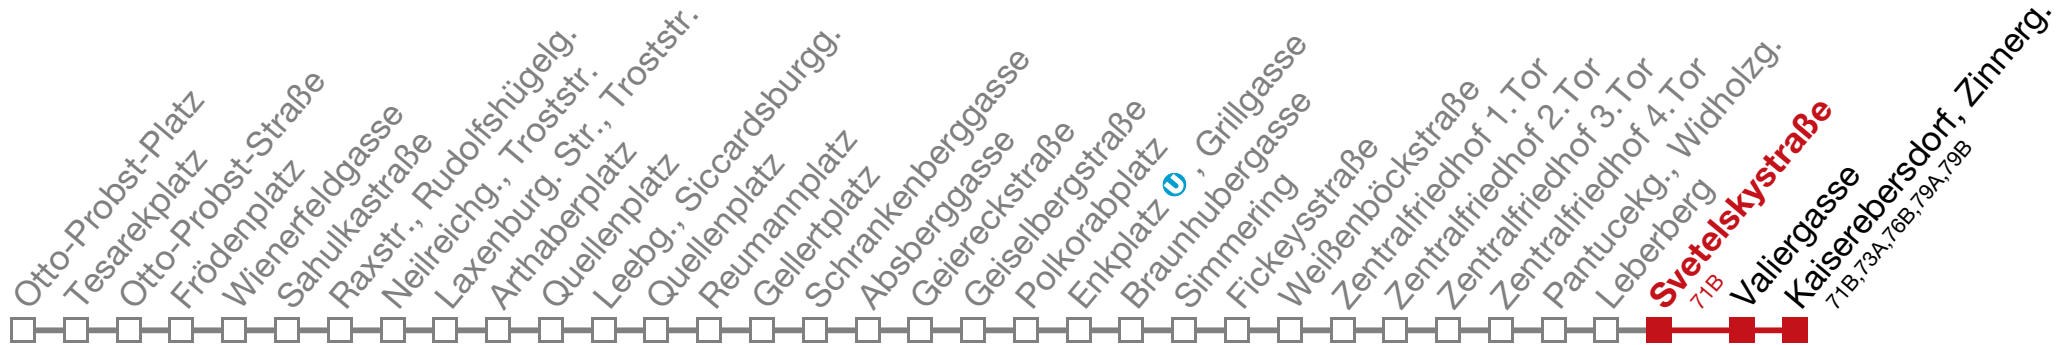 Otto-Probst-Platz
Tesarekplatz
Otto-Probst-Straße
Frödenplatz
Wienerfeldgasse
Sahulkastraße
Raxstr., Rudolfshügelg.
Neilreichg., Troststr.
Laxenburg. Str., Troststr.
Arthaberplatz
Quellenplatz
Leebg., Siccardsburgg.
Quellenplatz
Reumannplatz
Gellertplatz
Schrankenberggasse
Absberggasse
Geiereckstraße
Geiselbergstraße
Polkorabplatz
Enkplatz U, Grillgasse
Braunhubergasse
Simmering
Fickeysstraße
Weißenböckstraße
Zentralfriedhof 1.Tor
Zentralfriedhof 2.Tor
Zentralfriedhof 3.Tor
Zentralfriedhof 4.Tor
Pantucekg., Widholzg.
Leberberg
Svetelskystraße
71B
Valiergasse
Kaiserebersdorf, Zinnerg.
71B,73A,76B,79A,79B